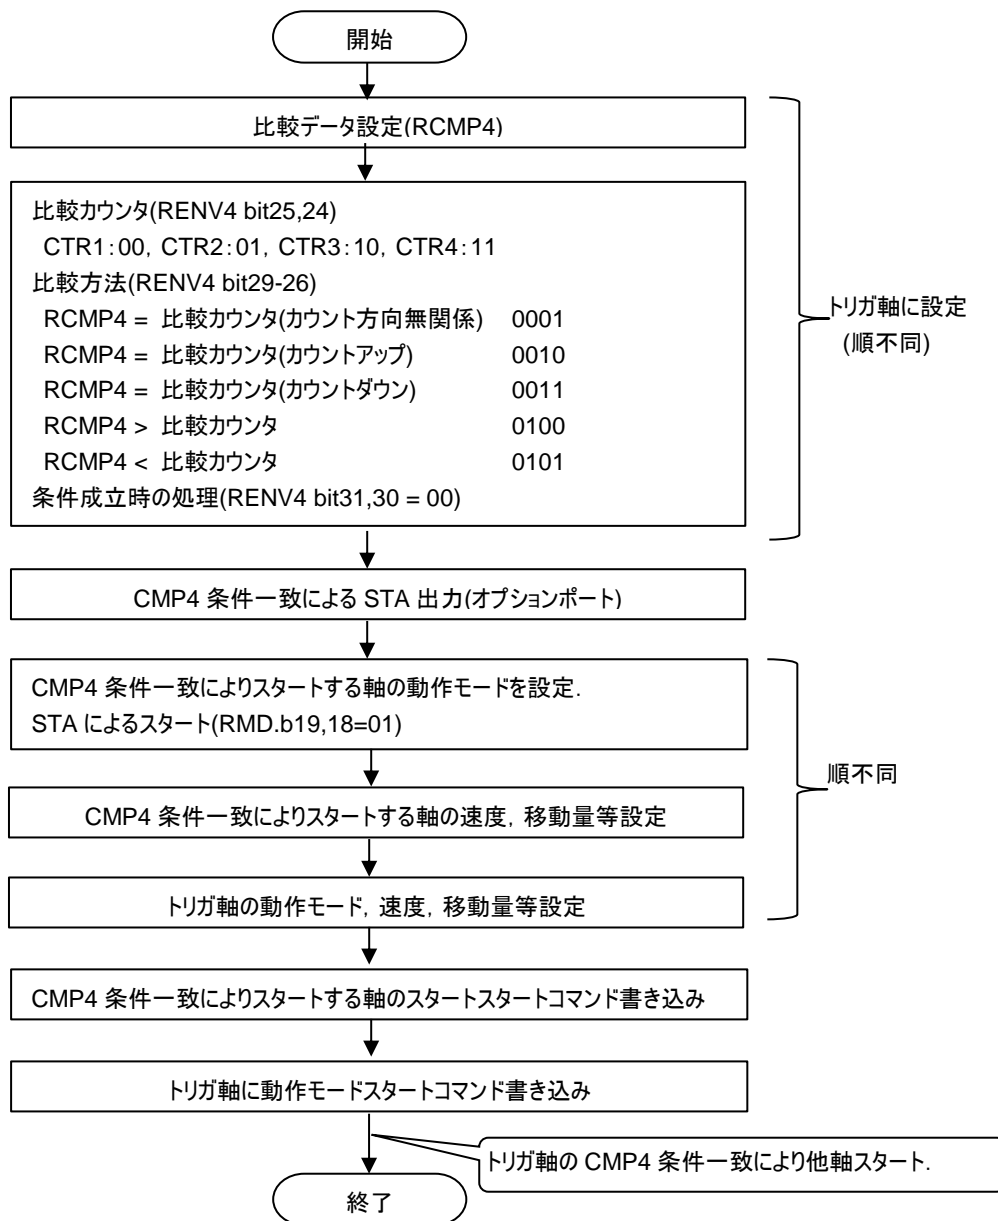 開始
比較データ設定(RCMP4)
比較カウンタ(RENV4 bit25,24)
CTR1:00, CTR2:01, CTR3:10, CTR4:11
比較方法(RENV4 bit29-26)
RCMP4 = 比較カウンタ(カウント方向無関係) 0001
RCMP4 = 比較カウンタ(カウントアップ) 0010
RCMP4 = 比較カウンタ(カウントダウン) 0011
RCMP4 > 比較カウンタ 0100
RCMP4 < 比較カウンタ 0101
条件成立時の処理(RENV4 bit31,30 = 00)
トリガ軸に設定
(順不同)
CMP4 条件一致による STA 出力(オプションポート)
CMP4 条件一致によりスタートする軸の動作モードを設定.
STA によるスタート(RMD.b19,18=01)
CMP4 条件一致によりスタートする軸の速度, 移動量等設定
トリガ軸の動作モード, 速度, 移動量等設定
順不同
CMP4 条件一致によりスタートする軸のスタートスタートコマンド書き込み
トリガ軸に動作モードスタートコマンド書き込み
トリガ軸の CMP4 条件一致により他軸スタート.
終了